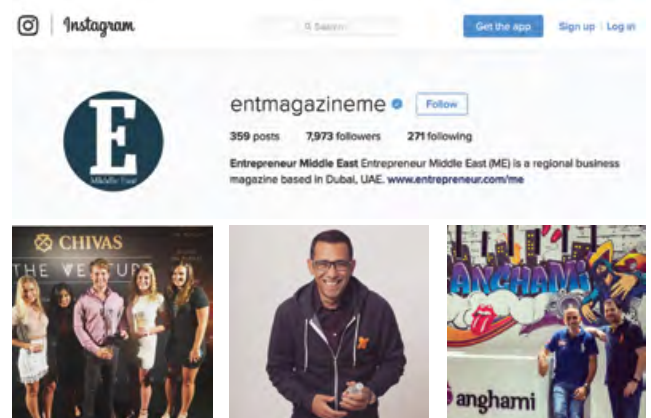 Instagram
Search
Get the app
Sign up
Log in
entmagazineme
Follow
359 posts 7,973 followers 271 following
Entrepreneur Middle East Entrepreneur Middle East (ME) is a regional business
magazine based in Dubai, UAE. www.entrepreneur.com/me
E
Middle East
CHIVAS
THE VENTURE
ANGHAMI
anghami